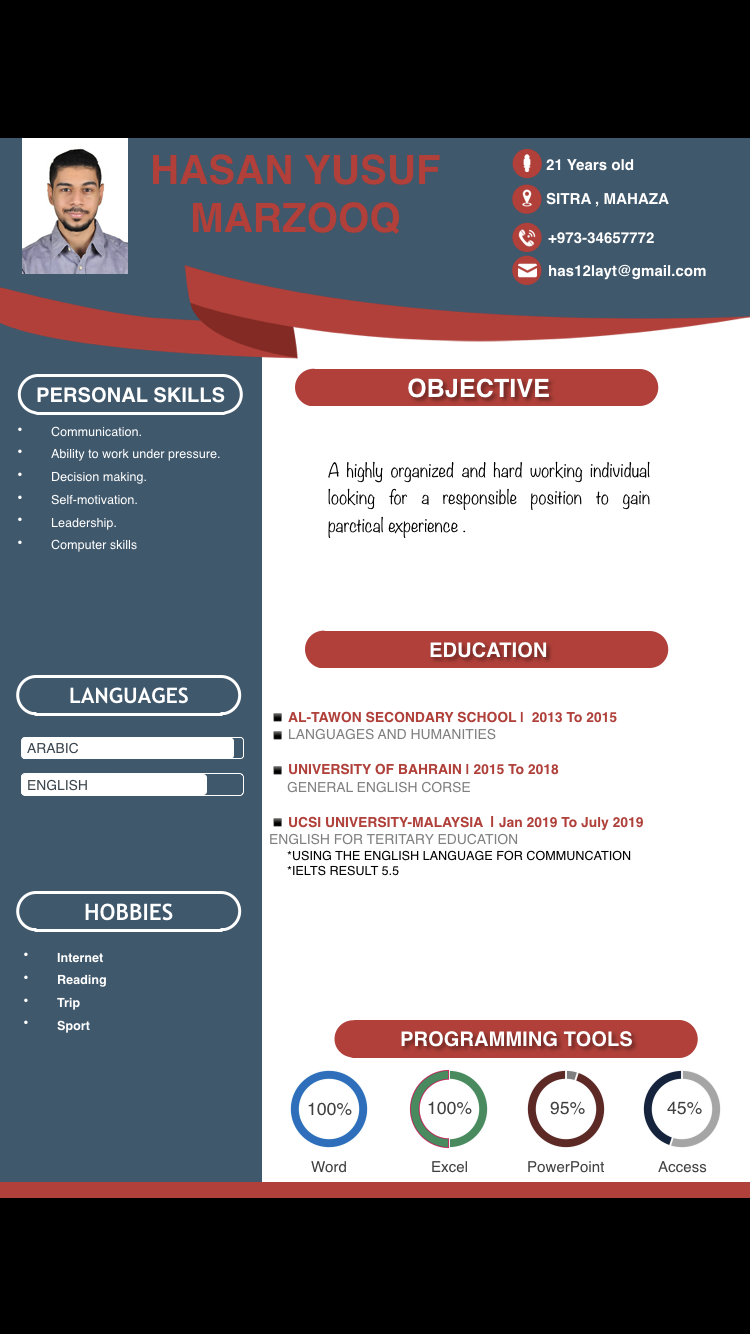 HASAN YUSUF
MARZOOQ
21 Years old
SITRA , MAHAZA
+973-34657772
has12layt@gmail.com
PERSONAL SKILLS
• Communication.
• Ability to work under pressure.
• Decision making.
• Self-motivation.
• Leadership.
• Computer skills
LANGUAGES
ARABIC
ENGLISH
HOBBIES
• Internet
• Reading
• Trip
• Sport
OBJECTIVE
A highly organized and hard working individual
looking for a responsible position to gain
parctical experience .
EDUCATION
AL-TAWON SECONDARY SCHOOL I 2013 To 2015
LANGUAGES AND HUMANITIES
UNIVERSITY OF BAHRAIN I 2015 To 2018
GENERAL ENGLISH CORSE
UCSI UNIVERSITY-MALAYSIA I Jan 2019 To July 2019
ENGLISH FOR TERITARY EDUCATION
*USING THE ENGLISH LANGUAGE FOR COMMUNCATION
*IELTS RESULT 5.5
PROGRAMMING TOOLS
100% 100% 95% 45%
Word Excel PowerPoint Access